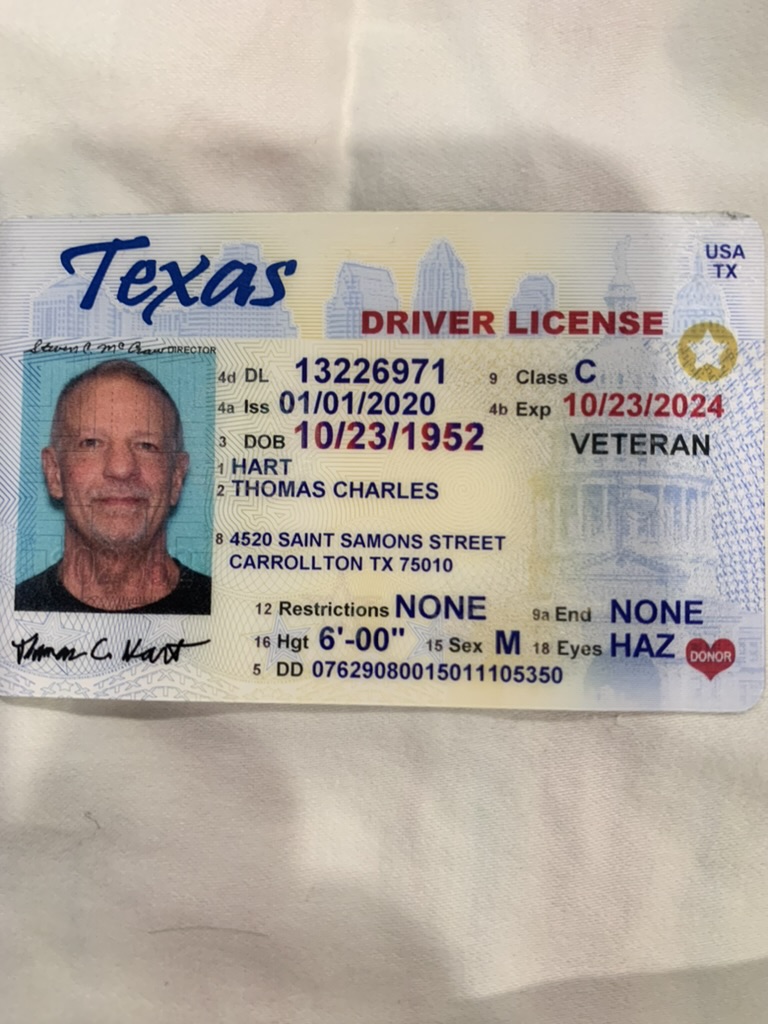 Texas
USA
TX
DRIVER LICENSE
Steven C. McCraw DIRECTOR
4d DL 13226971 9 Class C
4a Iss 01/01/2020 4b Exp 10/23/2024
3 DOB 10/23/1952 VETERAN
1 HART
2 THOMAS CHARLES
8 4520 SAINT SAMONS STREET
CARROLLTON TX 75010
12 Restrictions NONE 9a End NONE
16 Hgt 6'-00" 15 Sex M 18 Eyes HAZ DONOR
Thomas C. Hart
5 DD 07629080015011105350